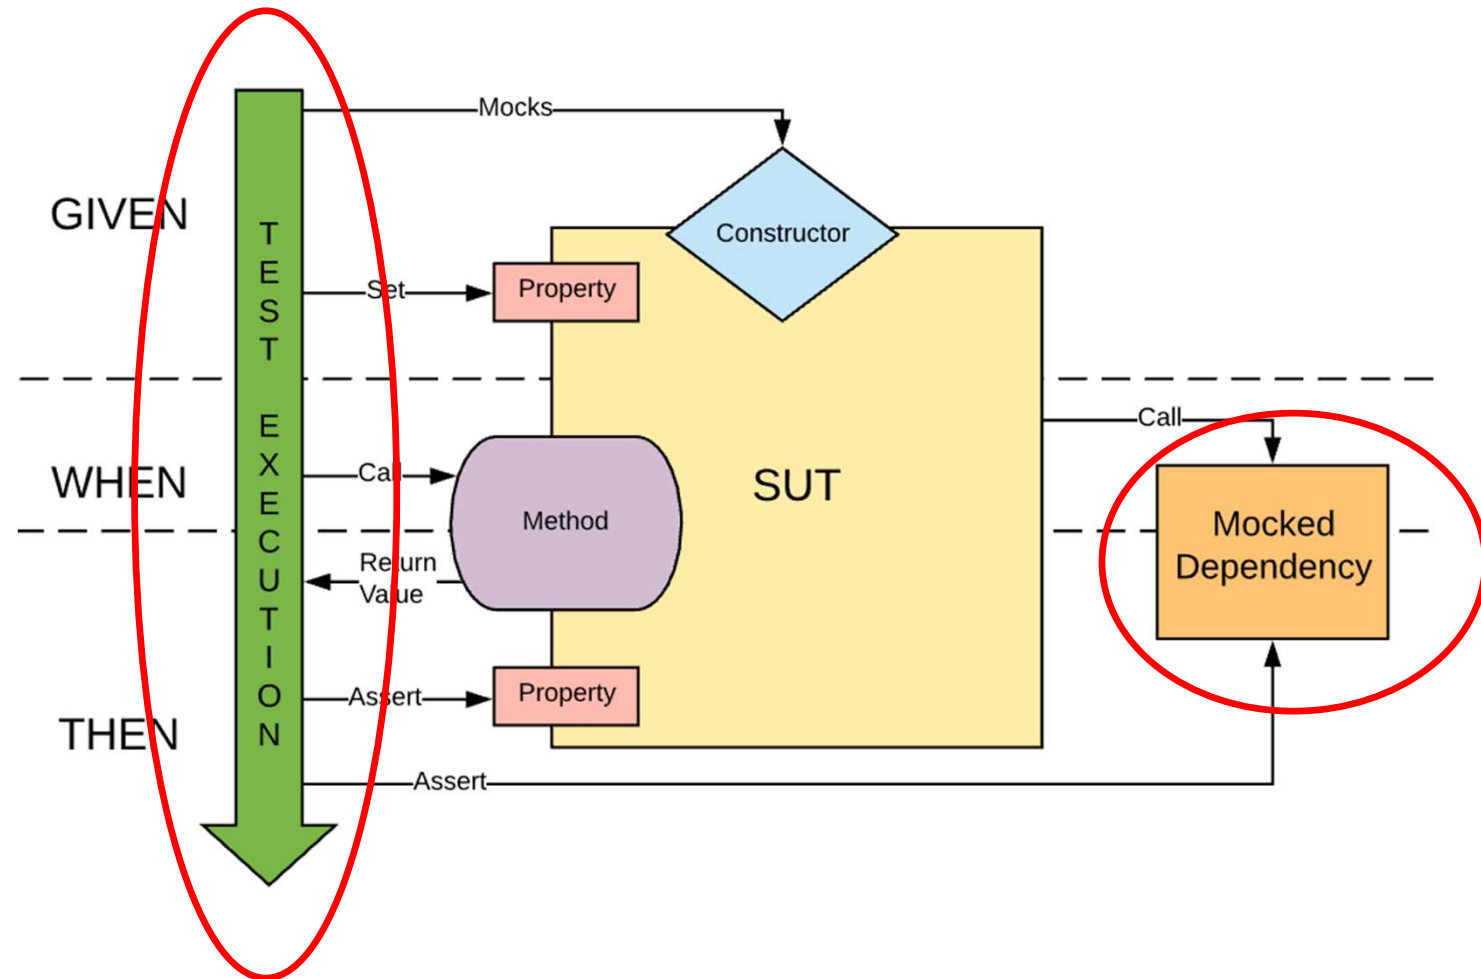 Mocks
GIVEN
Constructor
Set
Property
TEST EXECUTION
Call
WHEN
Call
SUT
Method
Mocked
Dependency
Return
Value
Assert
Property
THEN
Assert